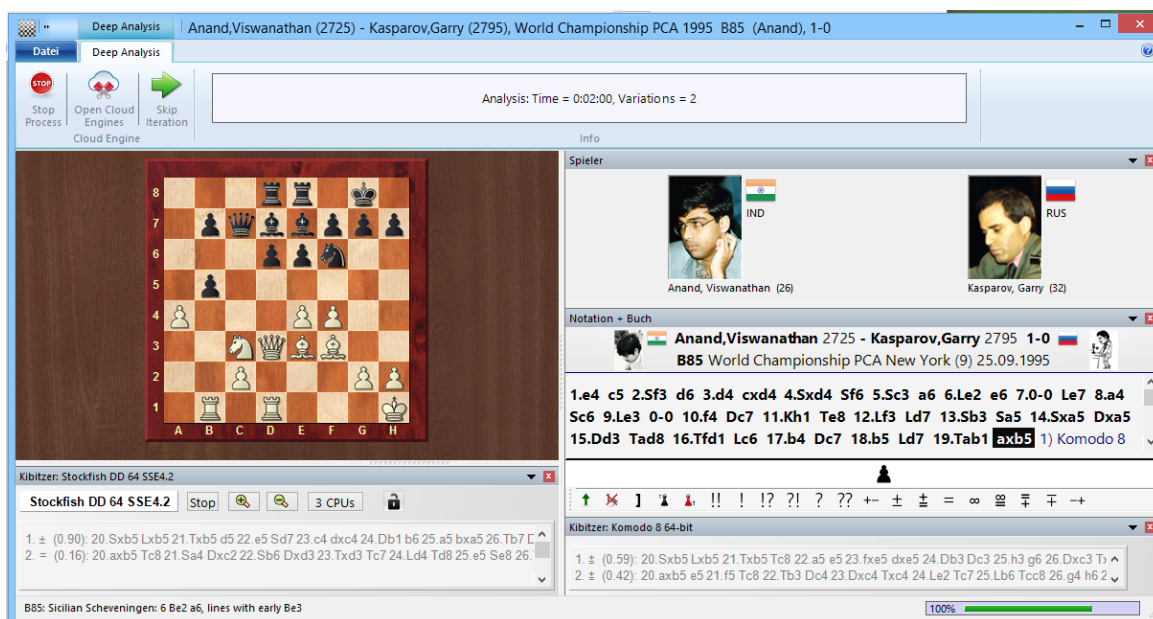 Deep Analysis
Anand,Viswanathan (2725) - Kasparov,Garry (2795), World Championship PCA 1995 B85 (Anand), 1-0
Datei
Deep Analysis
STOP
Stop Process
Open Cloud Engines
Skip Iteration
Cloud Engine
Analysis: Time = 0:02:00, Variations = 2
Info
8
7
6
5
4
3
2
1
A B C D E F G H
Spieler
IND
RUS
Anand, Viswanathan (26)
Kasparov, Garry (32)
Notation + Buch
Anand,Viswanathan 2725 - Kasparov,Garry 2795 1-0
B85 World Championship PCA New York (9) 25.09.1995
1.e4 c5 2.Sf3 d6 3.d4 cxd4 4.Sxd4 Sf6 5.Sc3 a6 6.Le2 e6 7.0-0 Le7 8.a4
Sc6 9.Le3 0-0 10.f4 Dc7 11.Kh1 Te8 12.Lf3 Ld7 13.Sb3 Sa5 14.Sxa5 Dxa5
15.Dd3 Tad8 16.Tfd1 Lc6 17.b4 Dc7 18.b5 Ld7 19.Tab1 axb5 1) Komodo 8
!! ! !? ?! ? ?? +- ± ⩲ = ∞ ⩱ ∓ -+
Kibitzer: Stockfish DD 64 SSE4.2
Stockfish DD 64 SSE4.2
Stop
3 CPUs
1. ± (0.90): 20.Sxb5 Lxb5 21.Txb5 d5 22.e5 Sd7 23.c4 dxc4 24.Db1 b6 25.a5 bxa5 26.Tb7 D
2. = (0.16): 20.axb5 Tc8 21.Sa4 Dxc2 22.Sb6 Dxd3 23.Txd3 Tc7 24.Ld4 Td8 25.e5 Se8 26.
Kibitzer: Komodo 8 64-bit
1. ⩲ (0.59): 20.Sxb5 Lxb5 21.Txb5 Tc8 22.a5 e5 23.fxe5 dxe5 24.Db3 Dc3 25.h3 g6 26.Dxc3 Tx
2. ⩲ (0.42): 20.axb5 e5 21.f5 Tc8 22.Tb3 Dc4 23.Dxc4 Txc4 24.Le2 Tc7 25.Lb6 Tcc8 26.g4 h6 2
B85: Sicilian Scheveningen: 6 Be2 a6, lines with early Be3
100%